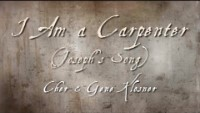 I Am a Carpenter
(Joseph's Song)
Cher & Gene Klosner